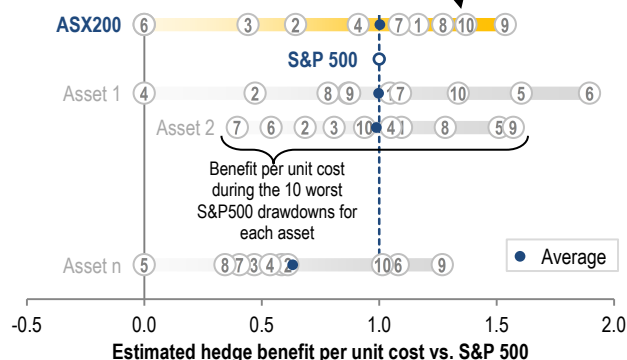 ASX200 6 3 2 4 7 1 8 10 9
S&P 500
Asset 1 4 2 8 9 7 10 5 6
Asset 2 7 6 2 3 10 4 8 5 9
Benefit per unit cost
during the 10 worst
S&P500 drawdowns for
each asset
Asset n 5 8 7 3 4 2 10 6 9
Average
-0.5 0.0 0.5 1.0 1.5 2.0
Estimated hedge benefit per unit cost vs. S&P 500